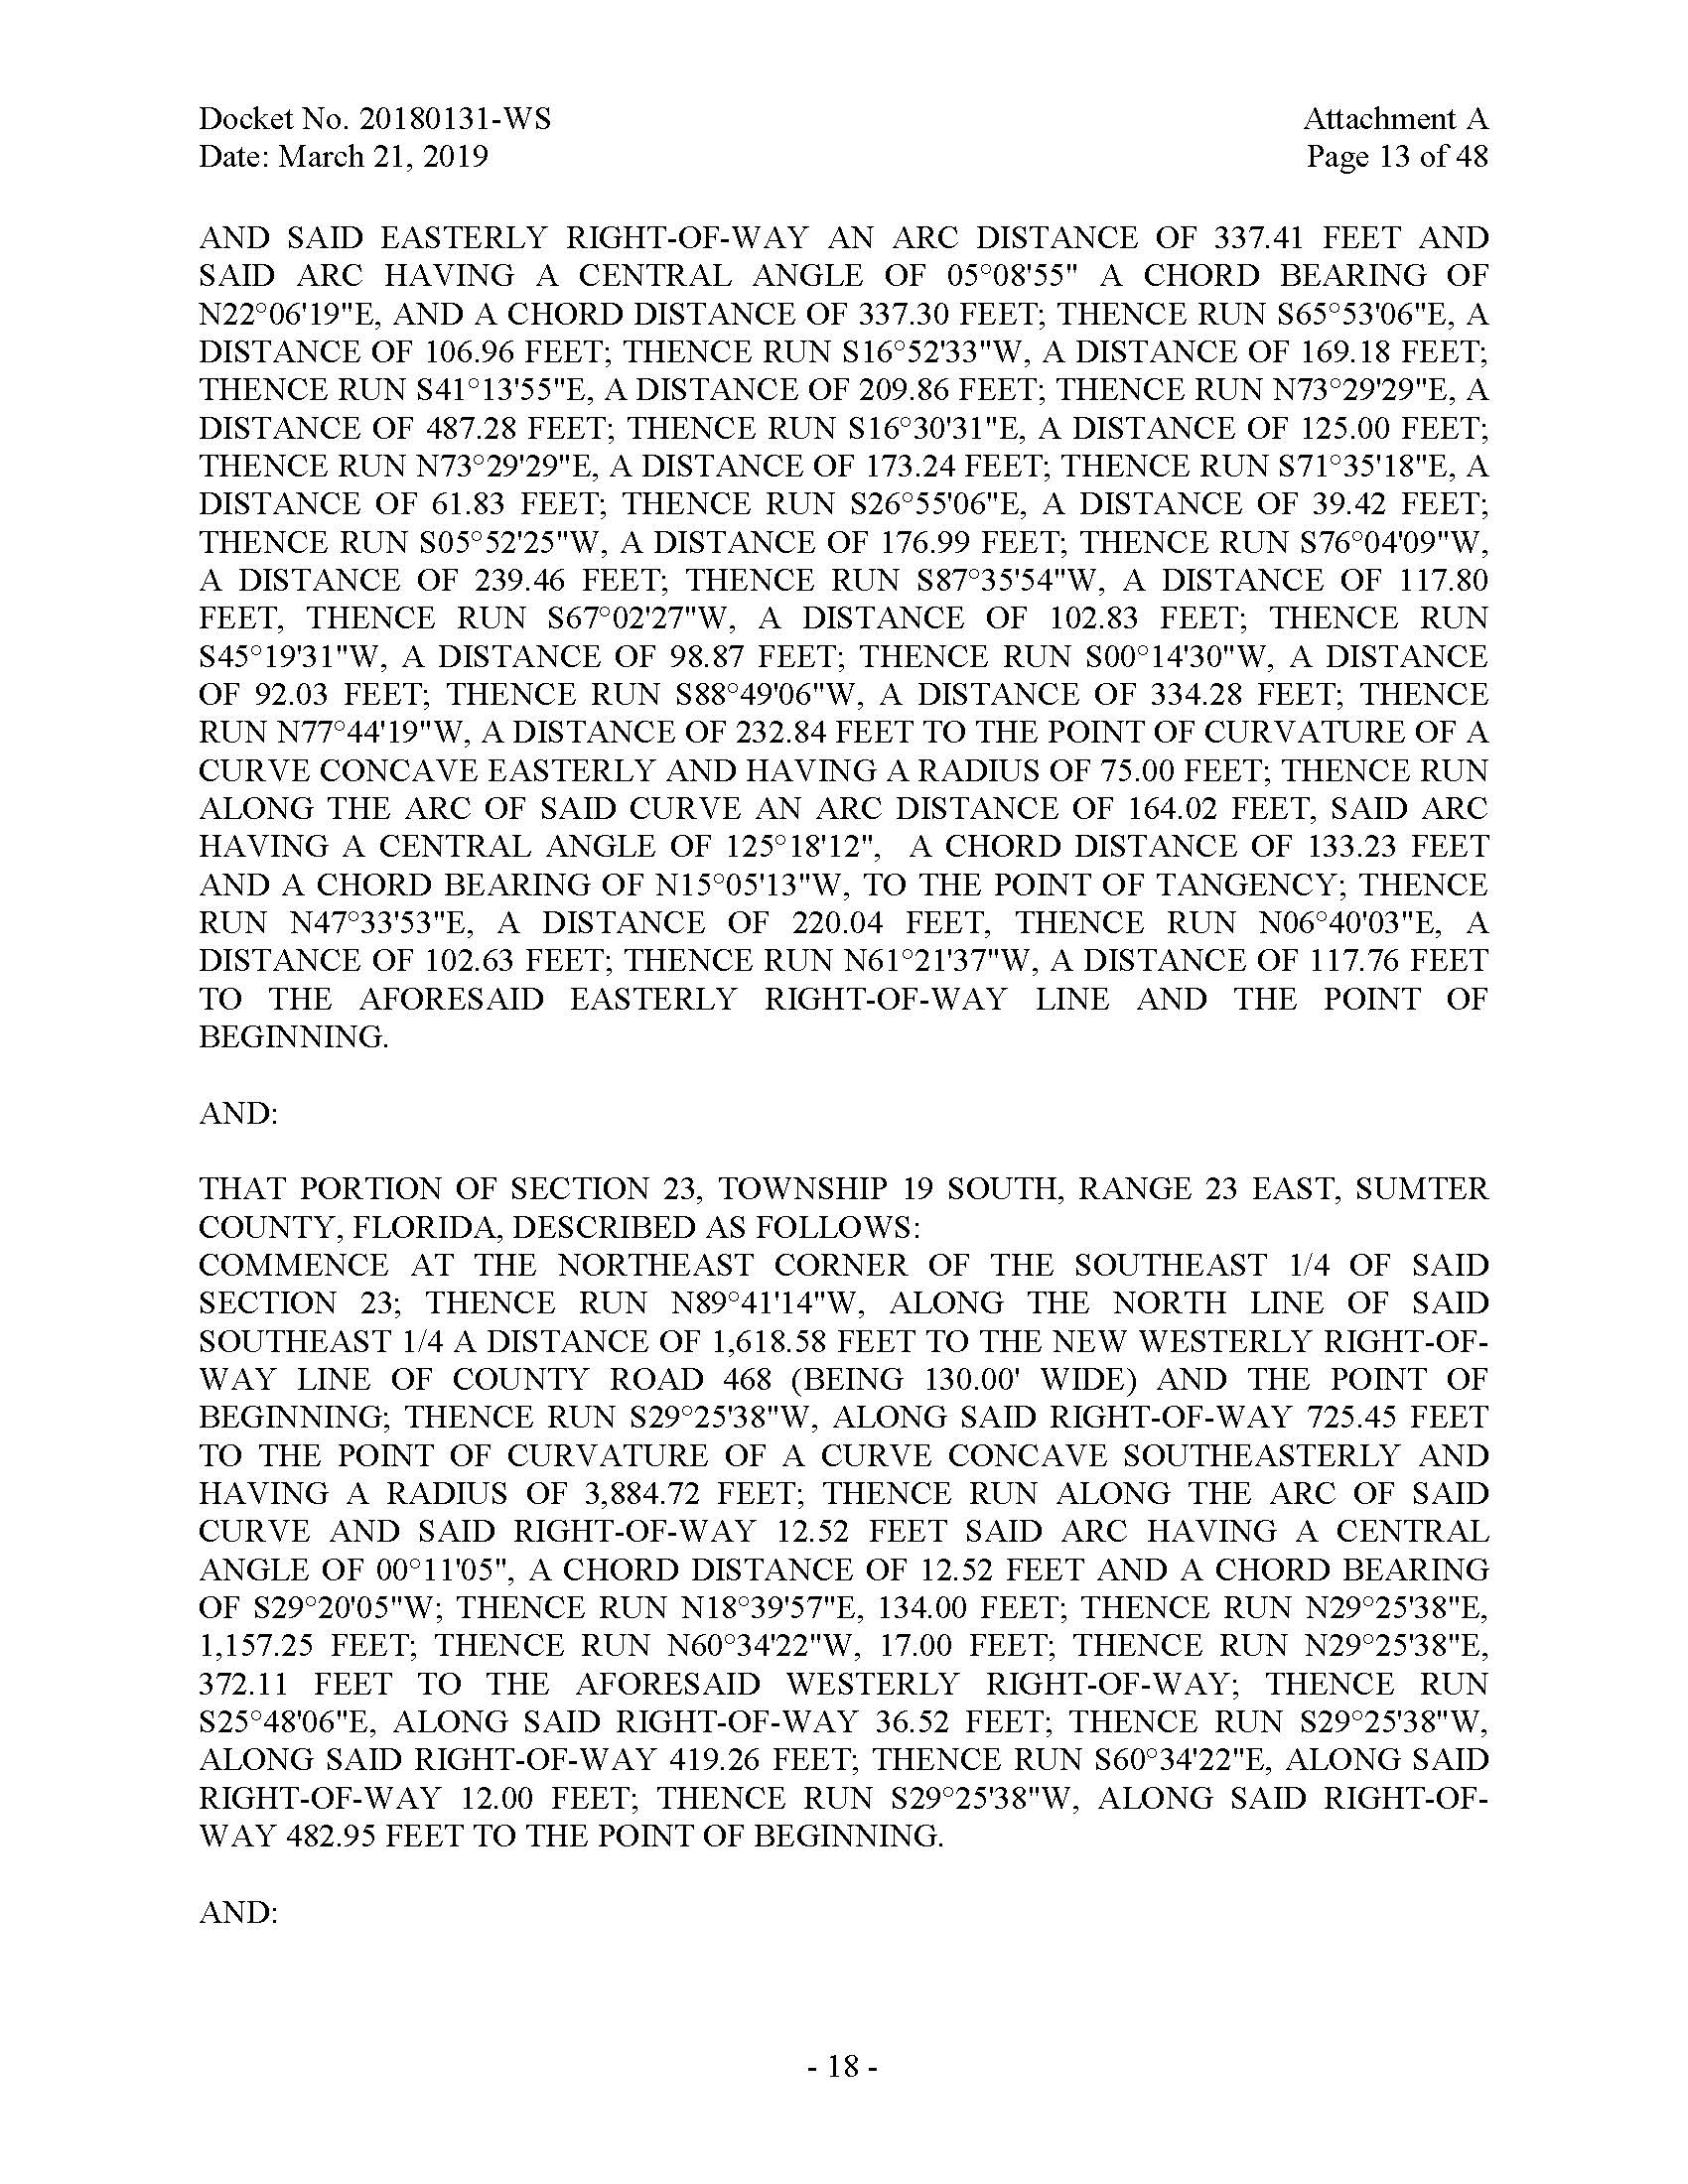 Docket No. 20180131-WS
Attachment A
Date: March 21, 2019
Page 13 of 48
AND SAID EASTERLY RIGHT-OF-WAY AN ARC DISTANCE OF 337.41 FEET AND
SAID ARC HAVING A CENTRAL ANGLE OF 05°08'55" A CHORD BEARING OF
N22°06'19"E, AND A CHORD DISTANCE OF 337.30 FEET; THENCE RUN S65°53'06"E, A
DISTANCE OF 106.96 FEET; THENCE RUN S16°52'33"W, A DISTANCE OF 169.18 FEET;
THENCE RUN S41°13'55"E, A DISTANCE OF 209.86 FEET; THENCE RUN N73°29'29"E, A
DISTANCE OF 487.28 FEET; THENCE RUN S16°30'31"E, A DISTANCE OF 125.00 FEET;
THENCE RUN N73°29'29"E, A DISTANCE OF 173.24 FEET; THENCE RUN S71°35'18"E, A
DISTANCE OF 61.83 FEET; THENCE RUN S26°55'06"E, A DISTANCE OF 39.42 FEET;
THENCE RUN S05°52'25"W, A DISTANCE OF 176.99 FEET; THENCE RUN S76°04'09"W,
A DISTANCE OF 239.46 FEET; THENCE RUN S87°35'54"W, A DISTANCE OF 117.80
FEET, THENCE RUN S67°02'27"W, A DISTANCE OF 102.83 FEET; THENCE RUN
S45°19'31"W, A DISTANCE OF 98.87 FEET; THENCE RUN S00°14'30"W, A DISTANCE
OF 92.03 FEET; THENCE RUN S88°49'06"W, A DISTANCE OF 334.28 FEET; THENCE
RUN N77°44'19"W, A DISTANCE OF 232.84 FEET TO THE POINT OF CURVATURE OF A
CURVE CONCAVE EASTERLY AND HAVING A RADIUS OF 75.00 FEET; THENCE RUN
ALONG THE ARC OF SAID CURVE AN ARC DISTANCE OF 164.02 FEET, SAID ARC
HAVING A CENTRAL ANGLE OF 125°18'12", A CHORD DISTANCE OF 133.23 FEET
AND A CHORD BEARING OF N15°05'13"W, TO THE POINT OF TANGENCY; THENCE
RUN N47°33'53"E, A DISTANCE OF 220.04 FEET, THENCE RUN N06°40'03"E, A
DISTANCE OF 102.63 FEET; THENCE RUN N61°21'37"W, A DISTANCE OF 117.76 FEET
TO THE AFORESAID EASTERLY RIGHT-OF-WAY LINE AND THE POINT OF
BEGINNING.
AND:
THAT PORTION OF SECTION 23, TOWNSHIP 19 SOUTH, RANGE 23 EAST, SUMTER
COUNTY, FLORIDA, DESCRIBED AS FOLLOWS:
COMMENCE AT THE NORTHEAST CORNER OF THE SOUTHEAST 1/4 OF SAID
SECTION 23; THENCE RUN N89°41'14"W, ALONG THE NORTH LINE OF SAID
SOUTHEAST 1/4 A DISTANCE OF 1,618.58 FEET TO THE NEW WESTERLY RIGHT-OF-
WAY LINE OF COUNTY ROAD 468 (BEING 130.00' WIDE) AND THE POINT OF
BEGINNING; THENCE RUN S29°25'38"W, ALONG SAID RIGHT-OF-WAY 725.45 FEET
TO THE POINT OF CURVATURE OF A CURVE CONCAVE SOUTHEASTERLY AND
HAVING A RADIUS OF 3,884.72 FEET; THENCE RUN ALONG THE ARC OF SAID
CURVE AND SAID RIGHT-OF-WAY 12.52 FEET SAID ARC HAVING A CENTRAL
ANGLE OF 00°11'05", A CHORD DISTANCE OF 12.52 FEET AND A CHORD BEARING
OF S29°20'05"W; THENCE RUN N18°39'57"E, 134.00 FEET; THENCE RUN N29°25'38"E,
1,157.25 FEET; THENCE RUN N60°34'22"W, 17.00 FEET; THENCE RUN N29°25'38"E,
372.11 FEET TO THE AFORESAID WESTERLY RIGHT-OF-WAY; THENCE RUN
S25°48'06"E, ALONG SAID RIGHT-OF-WAY 36.52 FEET; THENCE RUN S29°25'38"W,
ALONG SAID RIGHT-OF-WAY 419.26 FEET; THENCE RUN S60°34'22"E, ALONG SAID
RIGHT-OF-WAY 12.00 FEET; THENCE RUN S29°25'38"W, ALONG SAID RIGHT-OF-
WAY 482.95 FEET TO THE POINT OF BEGINNING.
AND:
- 18 -